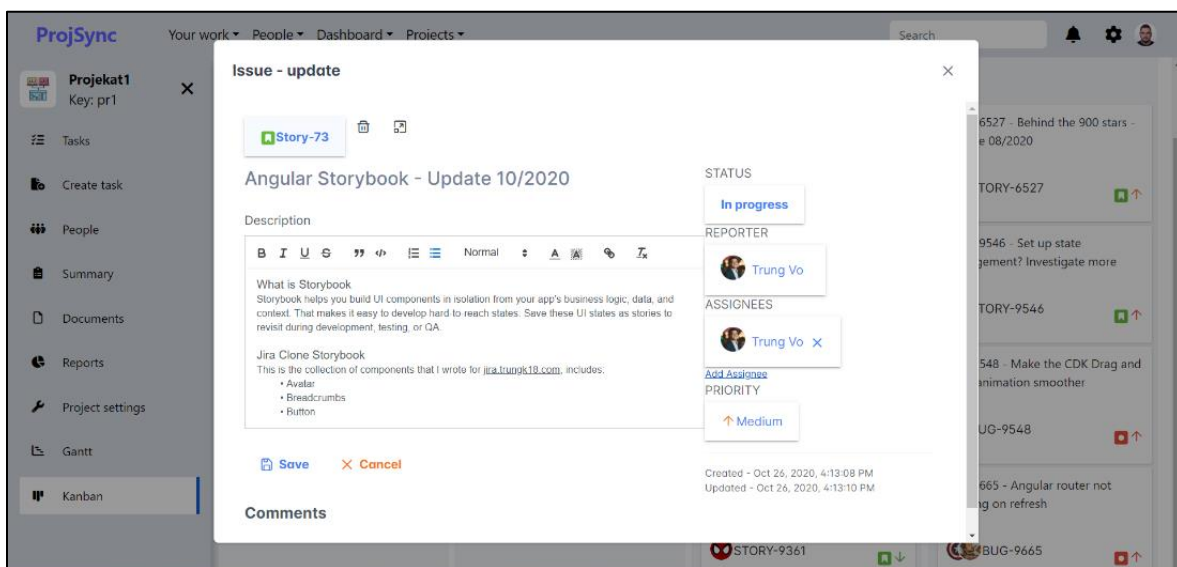 ProjSync
Your work People Dashboard Projects
Search
Projekat1
Key: pr1
Tasks
Create task
People
Summary
Documents
Reports
Project settings
Gantt
Kanban
Issue - update
Story-73
Angular Storybook - Update 10/2020
Description
B I U S Normal A A Tx
What is Storybook
Storybook helps you build UI components in isolation from your app's business logic, data, and
context. That makes it easy to develop hard-to-reach states. Save these UI states as stories to
revisit during development, testing, or QA.
Jira Clone Storybook
This is the collection of components that I wrote for jira.trungk18.com, includes:
• Avatar
• Breadcrumbs
• Button
Save Cancel
Comments
STATUS
In progress
REPORTER
Trung Vo
ASSIGNEES
Trung Vo
Add Assignee
PRIORITY
Medium
Created - Oct 26, 2020, 4:13:08 PM
Updated - Oct 26, 2020, 4:13:10 PM
6527 - Behind the 900 stars -
08/2020
TORY-6527
9546 - Set up state
gement? Investigate more
TORY-9546
548 - Make the CDK Drag and
animation smoother
UG-9548
665 - Angular router not
on refresh
STORY-9361
BUG-9665